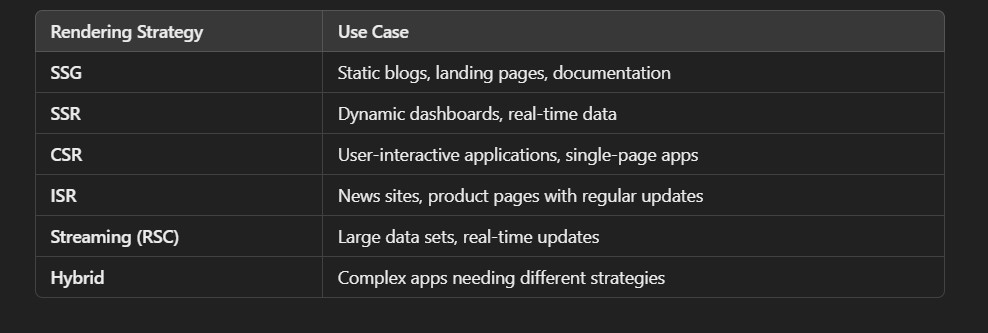 Rendering Strategy Use Case
SSG Static blogs, landing pages, documentation
SSR Dynamic dashboards, real-time data
CSR User-interactive applications, single-page apps
ISR News sites, product pages with regular updates
Streaming (RSC) Large data sets, real-time updates
Hybrid Complex apps needing different strategies